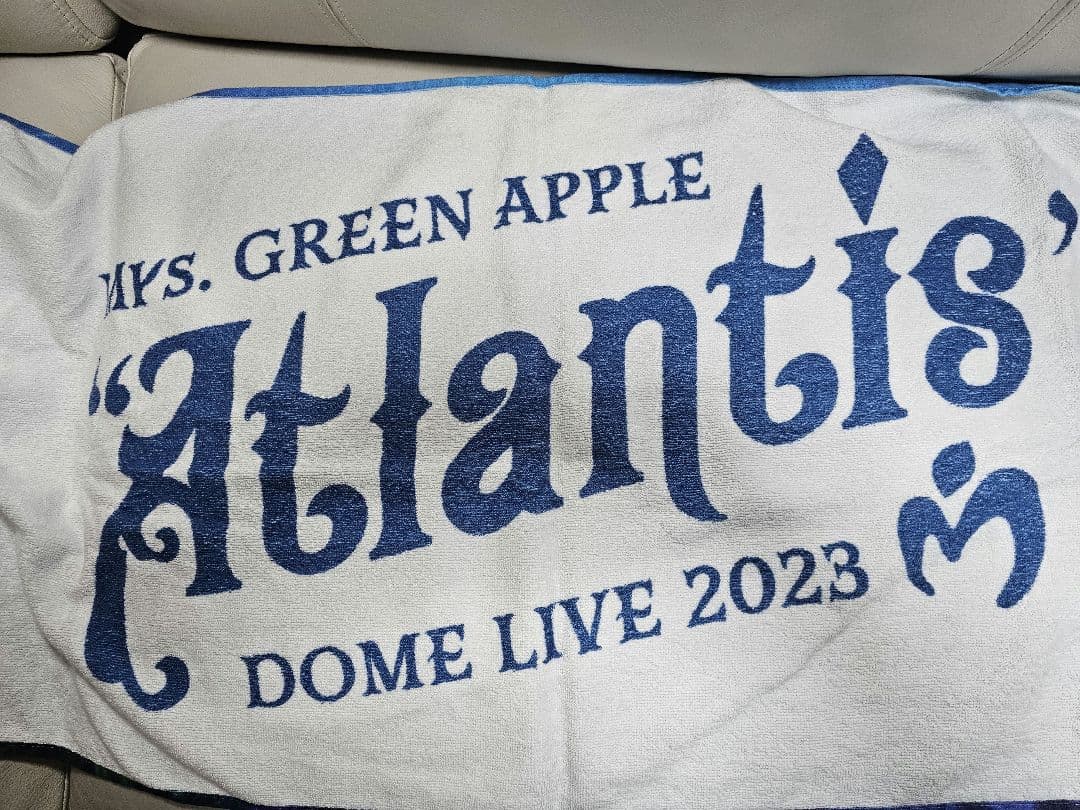 Mrs. GREEN APPLE
“Atlantis’
DOME LIVE 2023